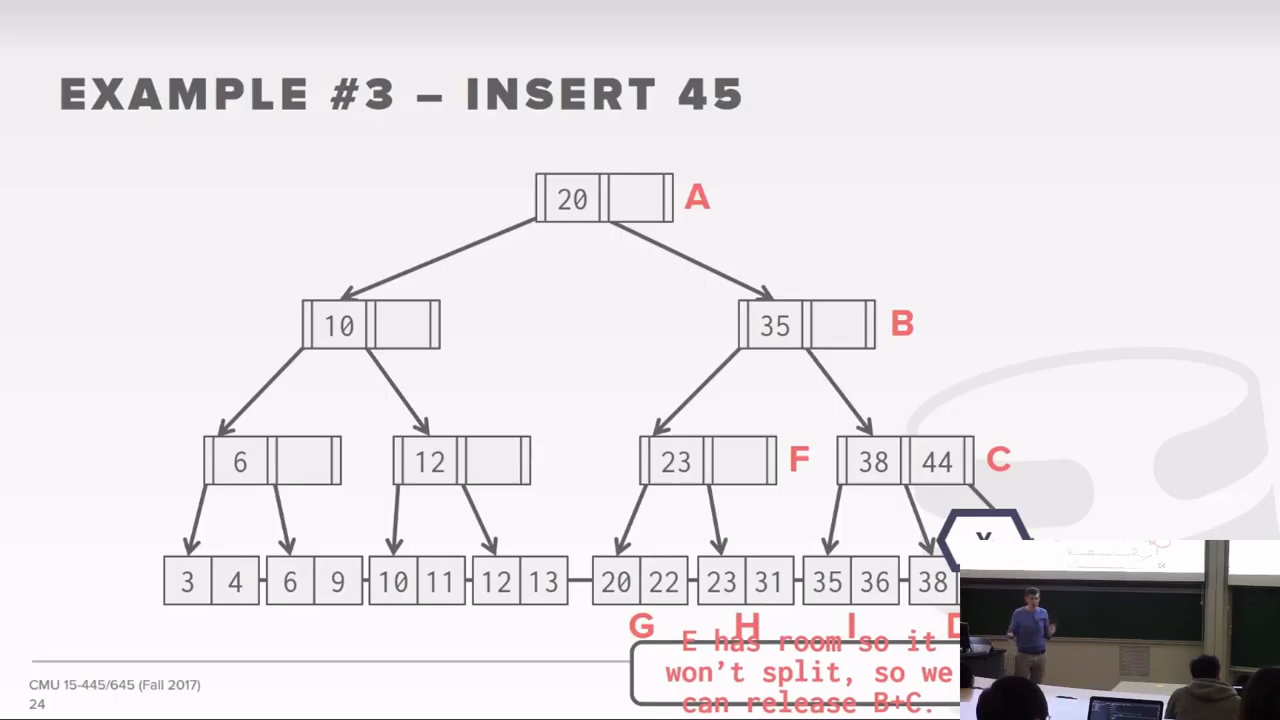 EXAMPLE #3 – INSERT 45
20 A
10 35 B
6 12 23 F 38 44 C
3 4 6 9 10 11 12 13 20 22 23 31 35 36 38
G H I
E has room so it
won't split, so we
can release B+C.
CMU 15-445/645 (Fall 2017)
24